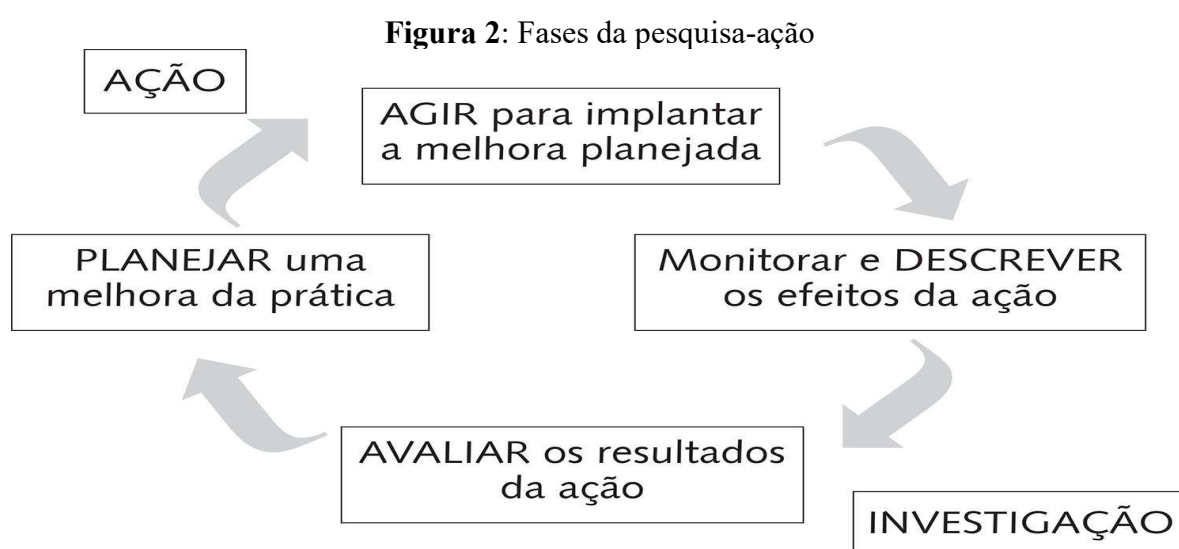 Figura 2: Fases da pesquisa-ação
AÇÃO
AGIR para implantar
a melhora planejada
PLANEJAR uma
melhora da prática
Monitorar e DESCREVER
os efeitos da ação
AVALIAR os resultados
da ação
INVESTIGAÇÃO